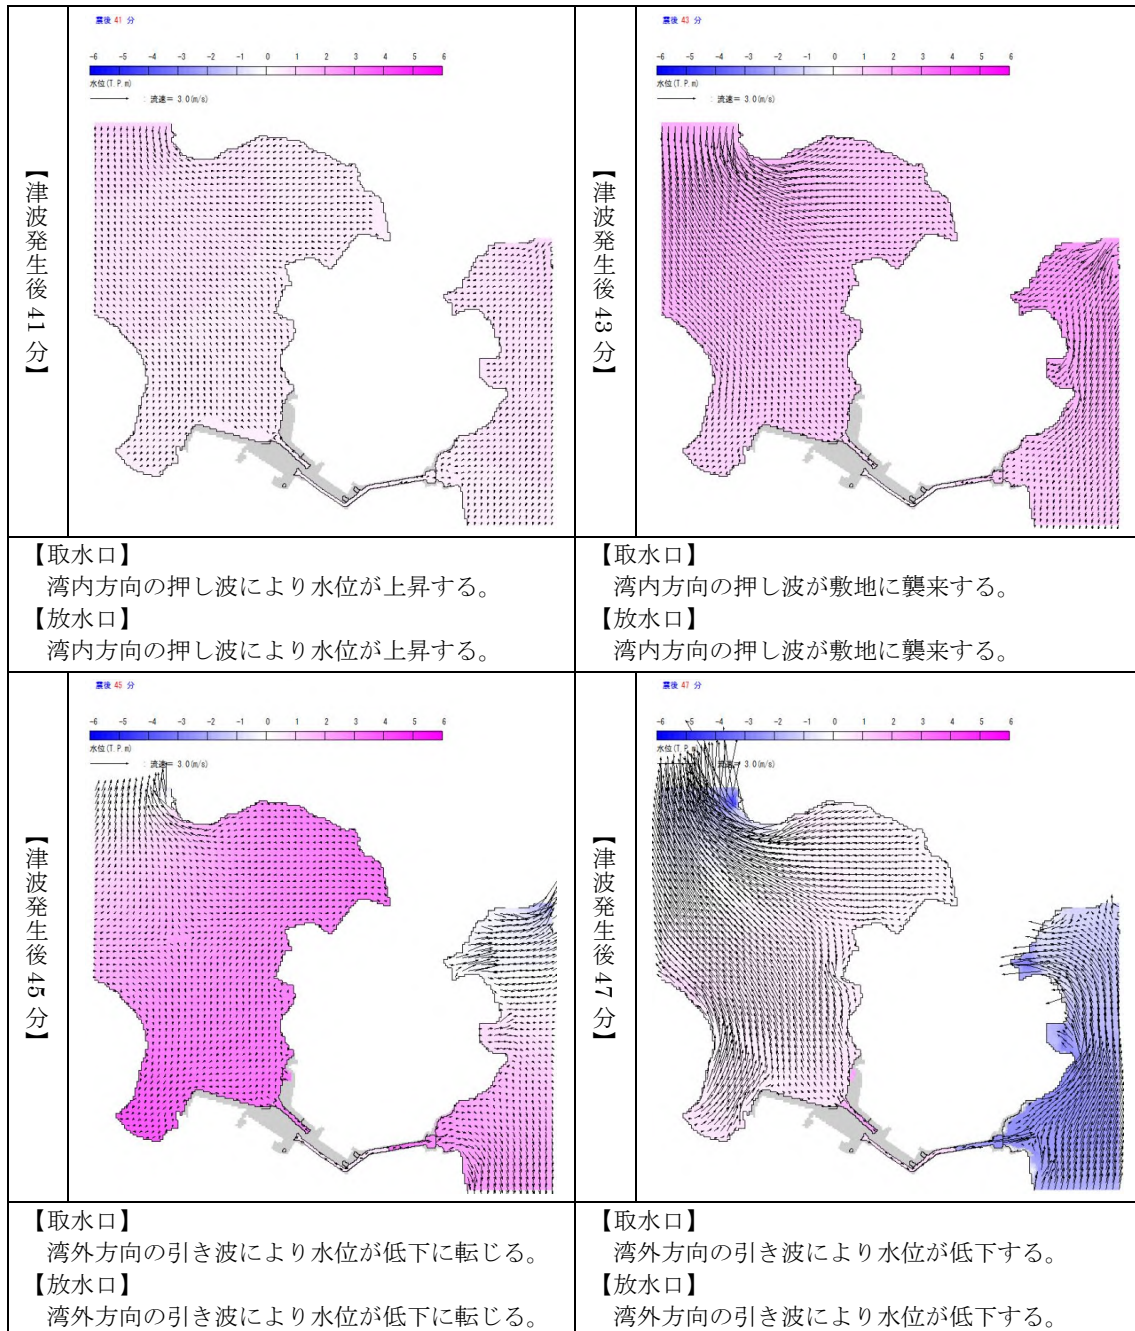 震後 41 分
-6 -5 -4 -3 -2 -1 0 1 2 3 4 5 6
水位(T.P.m)
: 流速= 3.0(m/s)
【津波発生後 41 分】
震後 43 分
-6 -5 -4 -3 -2 -1 0 1 2 3 4 5 6
水位(T.P.m)
: 流速= 3.0(m/s)
【津波発生後 43 分】
【取水口】
湾内方向の押し波により水位が上昇する。
【放水口】
湾内方向の押し波により水位が上昇する。
【取水口】
湾内方向の押し波が敷地に襲来する。
【放水口】
湾内方向の押し波が敷地に襲来する。
震後 45 分
-6 -5 -4 -3 -2 -1 0 1 2 3 4 5 6
水位(T.P.m)
: 流速= 3.0(m/s)
【津波発生後 45 分】
震後 47 分
-6 -5 -4 -3 -2 -1 0 1 2 3 4 5 6
水位(T.P.m)
流速= 3.0(m/s)
【津波発生後 47 分】
【取水口】
湾外方向の引き波により水位が低下に転じる。
【放水口】
湾外方向の引き波により水位が低下に転じる。
【取水口】
湾外方向の引き波により水位が低下する。
【放水口】
湾外方向の引き波により水位が低下する。